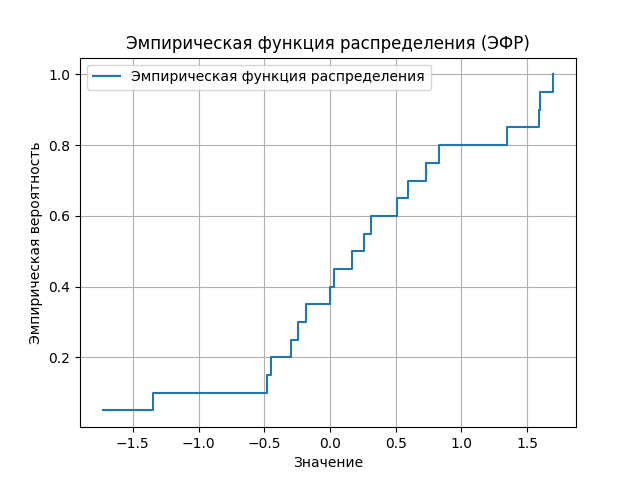 Эмпирическая функция распределения (ЭФР)
Эмпирическая функция распределения
1.0
0.8
0.6
0.4
0.2
Эмпирическая вероятность
−1.5 −1.0 −0.5 0.0 0.5 1.0 1.5
Значение